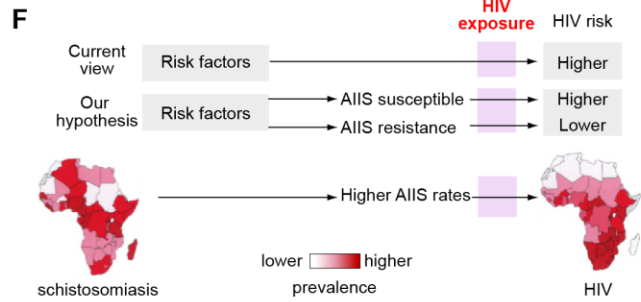 F
HIV
exposure
HIV risk
Current
view
Risk factors
Higher
Our
hypothesis
Risk factors
AIIS susceptible
Higher
AIIS resistance
Lower
Higher AIIS rates
lower
higher
prevalence
schistosomiasis
HIV